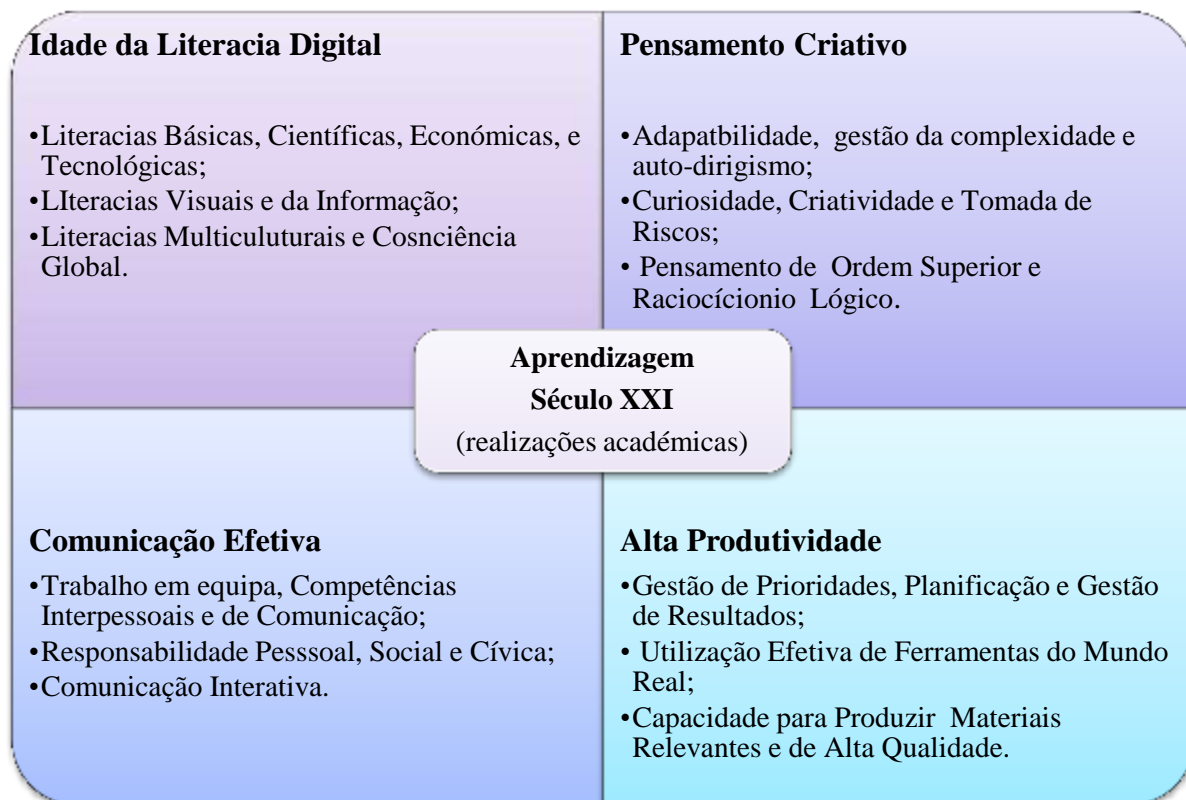 Idade da Literacia Digital
•Literacias Básicas, Científicas, Económicas, e
Tecnológicas;
•LIteracias Visuais e da Informação;
•Literacias Multiculuturais e Cosnciência
Global.
Pensamento Criativo
•Adapatbilidade, gestão da complexidade e
auto-dirigismo;
•Curiosidade, Criatividade e Tomada de
Riscos;
• Pensamento de Ordem Superior e
Raciocícionio Lógico.
Aprendizagem
Século XXI
(realizações académicas)
Comunicação Efetiva
•Trabalho em equipa, Competências
Interpessoais e de Comunicação;
•Responsabilidade Pesssoal, Social e Cívica;
•Comunicação Interativa.
Alta Produtividade
•Gestão de Prioridades, Planificação e Gestão
de Resultados;
• Utilização Efetiva de Ferramentas do Mundo
Real;
•Capacidade para Produzir Materiais
Relevantes e de Alta Qualidade.